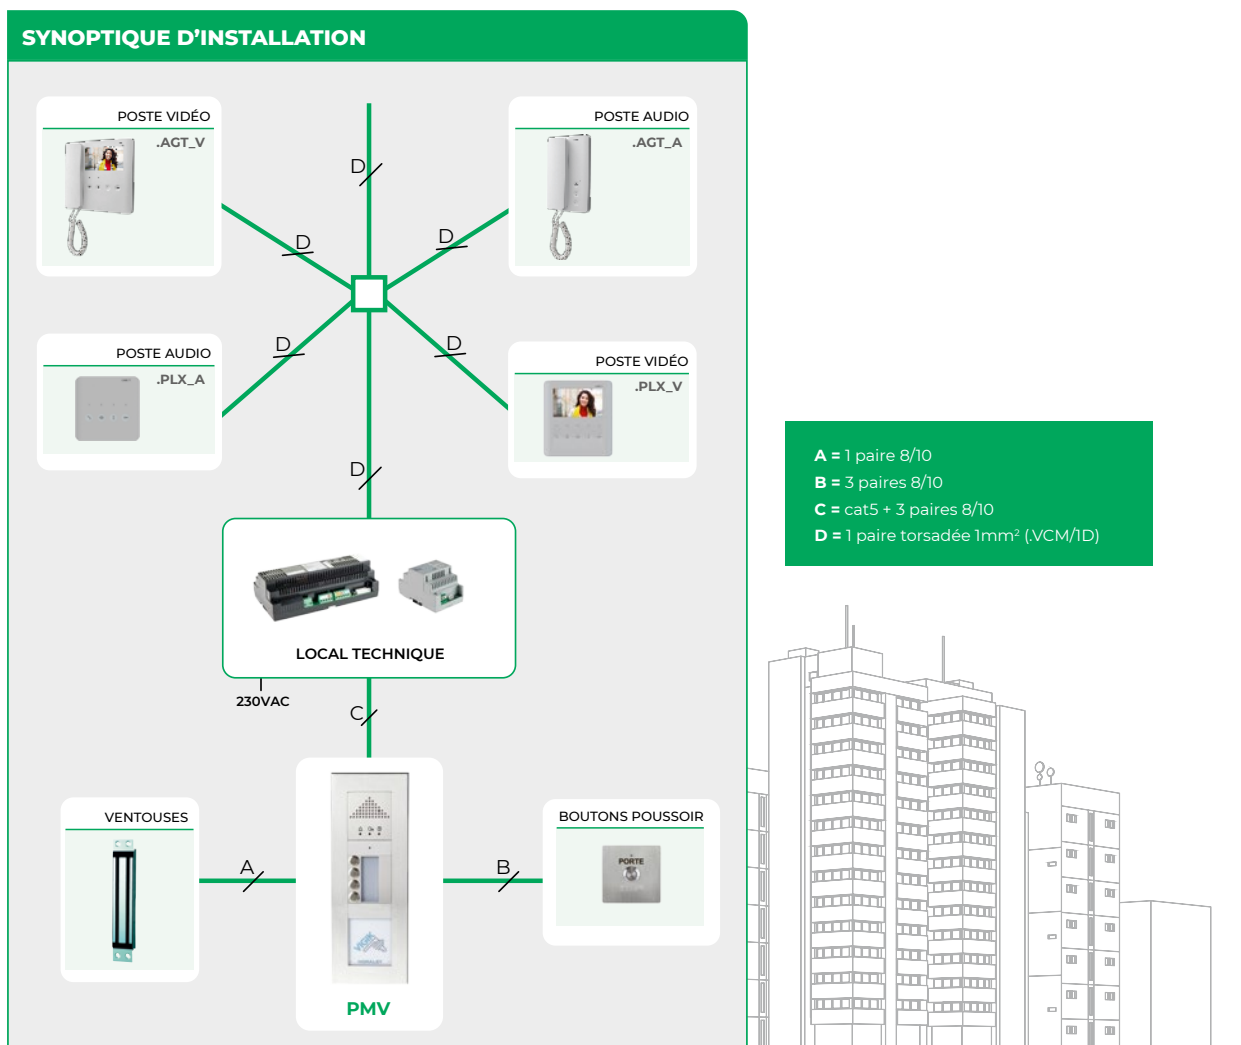 SYNOPTIQUE D'INSTALLATION
POSTE VIDÉO
.AGT_V
POSTE AUDIO
.AGT_A
D
D
D
POSTE AUDIO
.PLX_A
D
D
POSTE VIDÉO
.PLX_V
D
LOCAL TECHNIQUE
230VAC
C
VENTOUSES
A
PMV
B
BOUTONS POUSSOIR
PORTE
A = 1 paire 8/10
B = 3 paires 8/10
C = cat5 + 3 paires 8/10
D = 1 paire torsadée 1mm² (.VCM/1D)